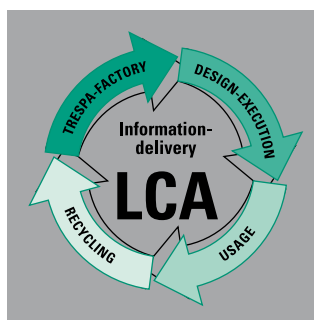 TRESPA-FACTORY
DESIGN-EXECUTION
Information-
delivery
LCA
RECYCLING
USAGE